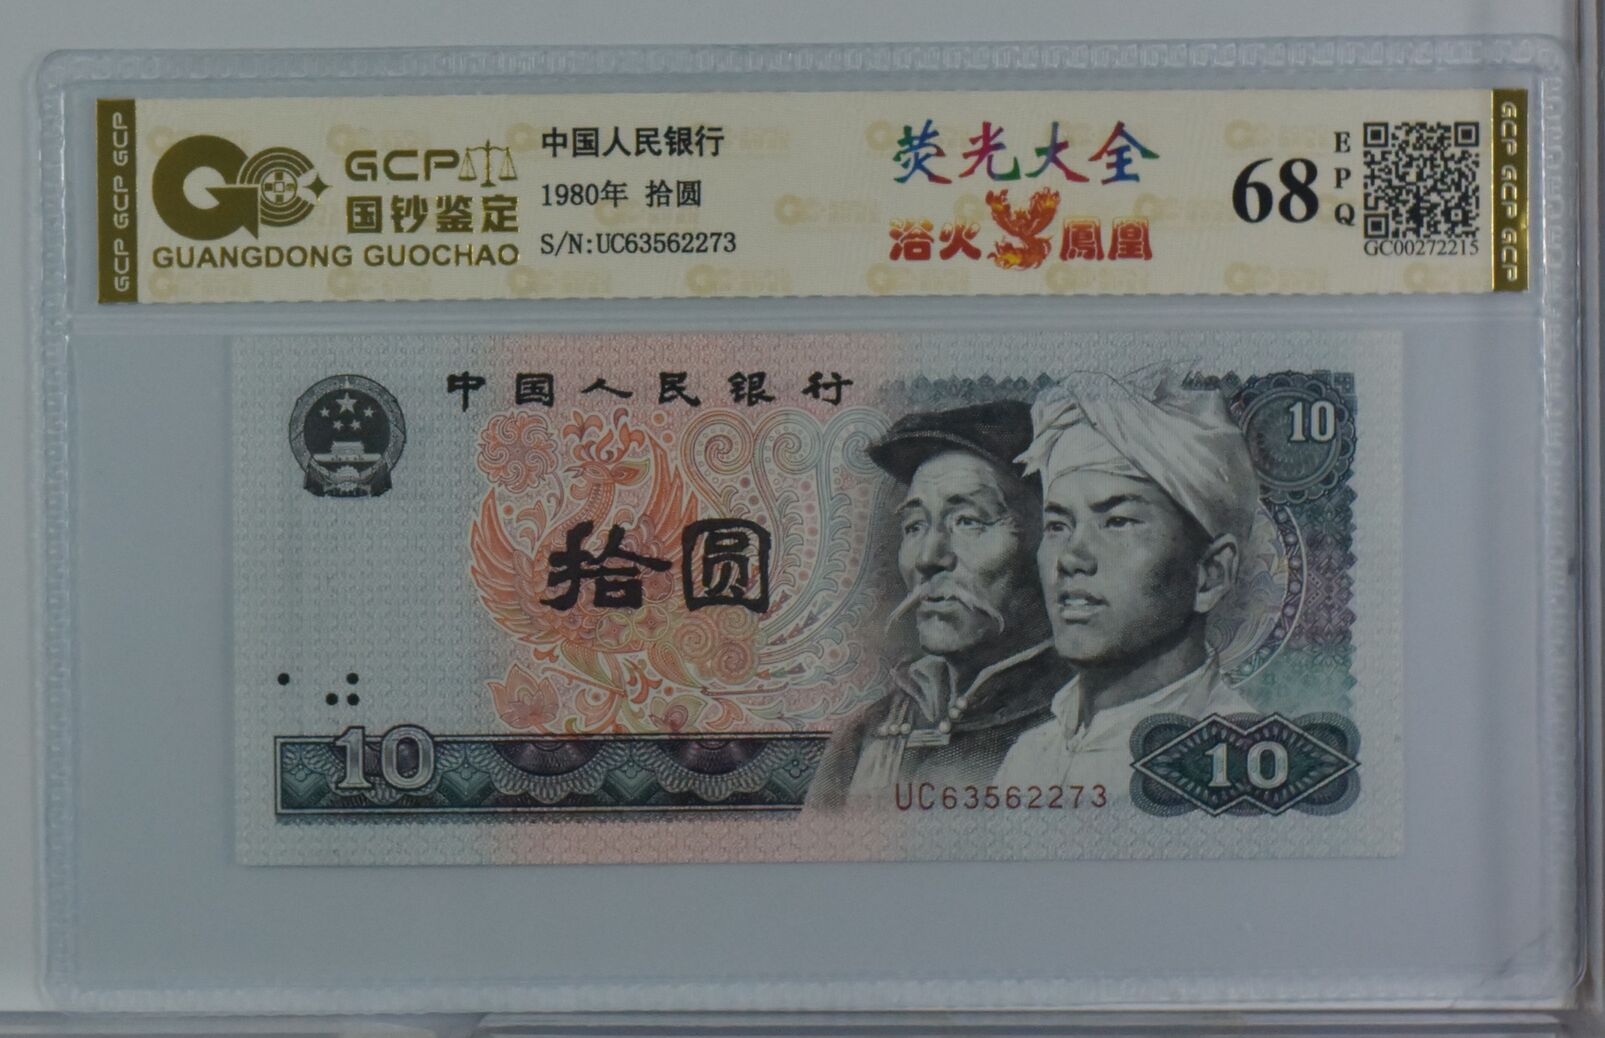 GCP GCP GCP
GCP
国钞鉴定
GUANGDONG GUOCHAO
中国人民银行
1980年 拾圆
S/N:UC63562273
荧光大全
浴火鳳凰
68
EPQ
GC00272215
GCP GCP GCP
中国人民银行
10
拾圆
10
UC63562273
10